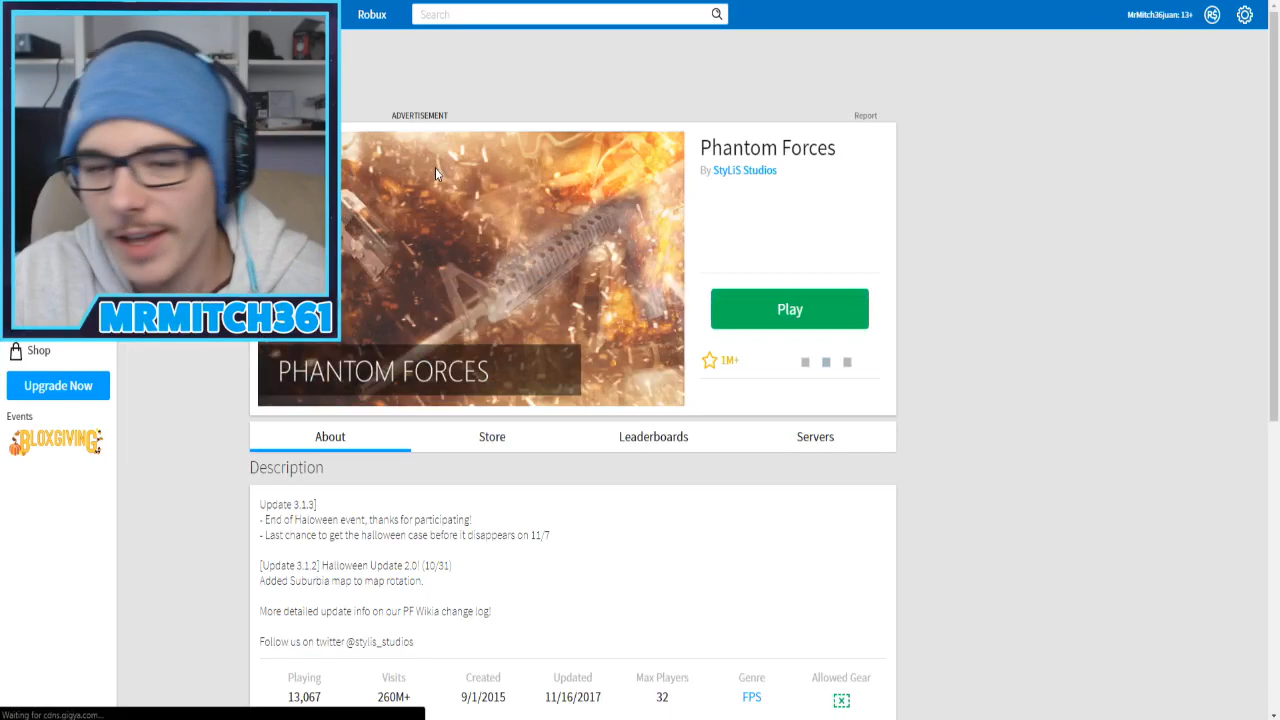 Robux
Search
MrMitch36juan: 13+
R$
ADVERTISEMENT
Report
Phantom Forces
By StyLiS Studios
MRMITCH361
Play
Shop
1M+
PHANTOM FORCES
Upgrade Now
Events
BLOXGIVING
About
Store
Leaderboards
Servers
Description
Update 3.1.3]
- End of Haloween event, thanks for participating!
- Last chance to get the halloween case before it disappears on 11/7
[Update 3.1.2] Halloween Update 2.0! (10/31)
Added Suburbia map to map rotation.
More detailed update info on our PF Wikia change log!
Follow us on twitter @stylis_studios
Playing
Visits
Created
Updated
Max Players
Genre
Allowed Gear
13,067
260M+
9/1/2015
11/16/2017
32
FPS
Waiting for cdns.gigya.com...